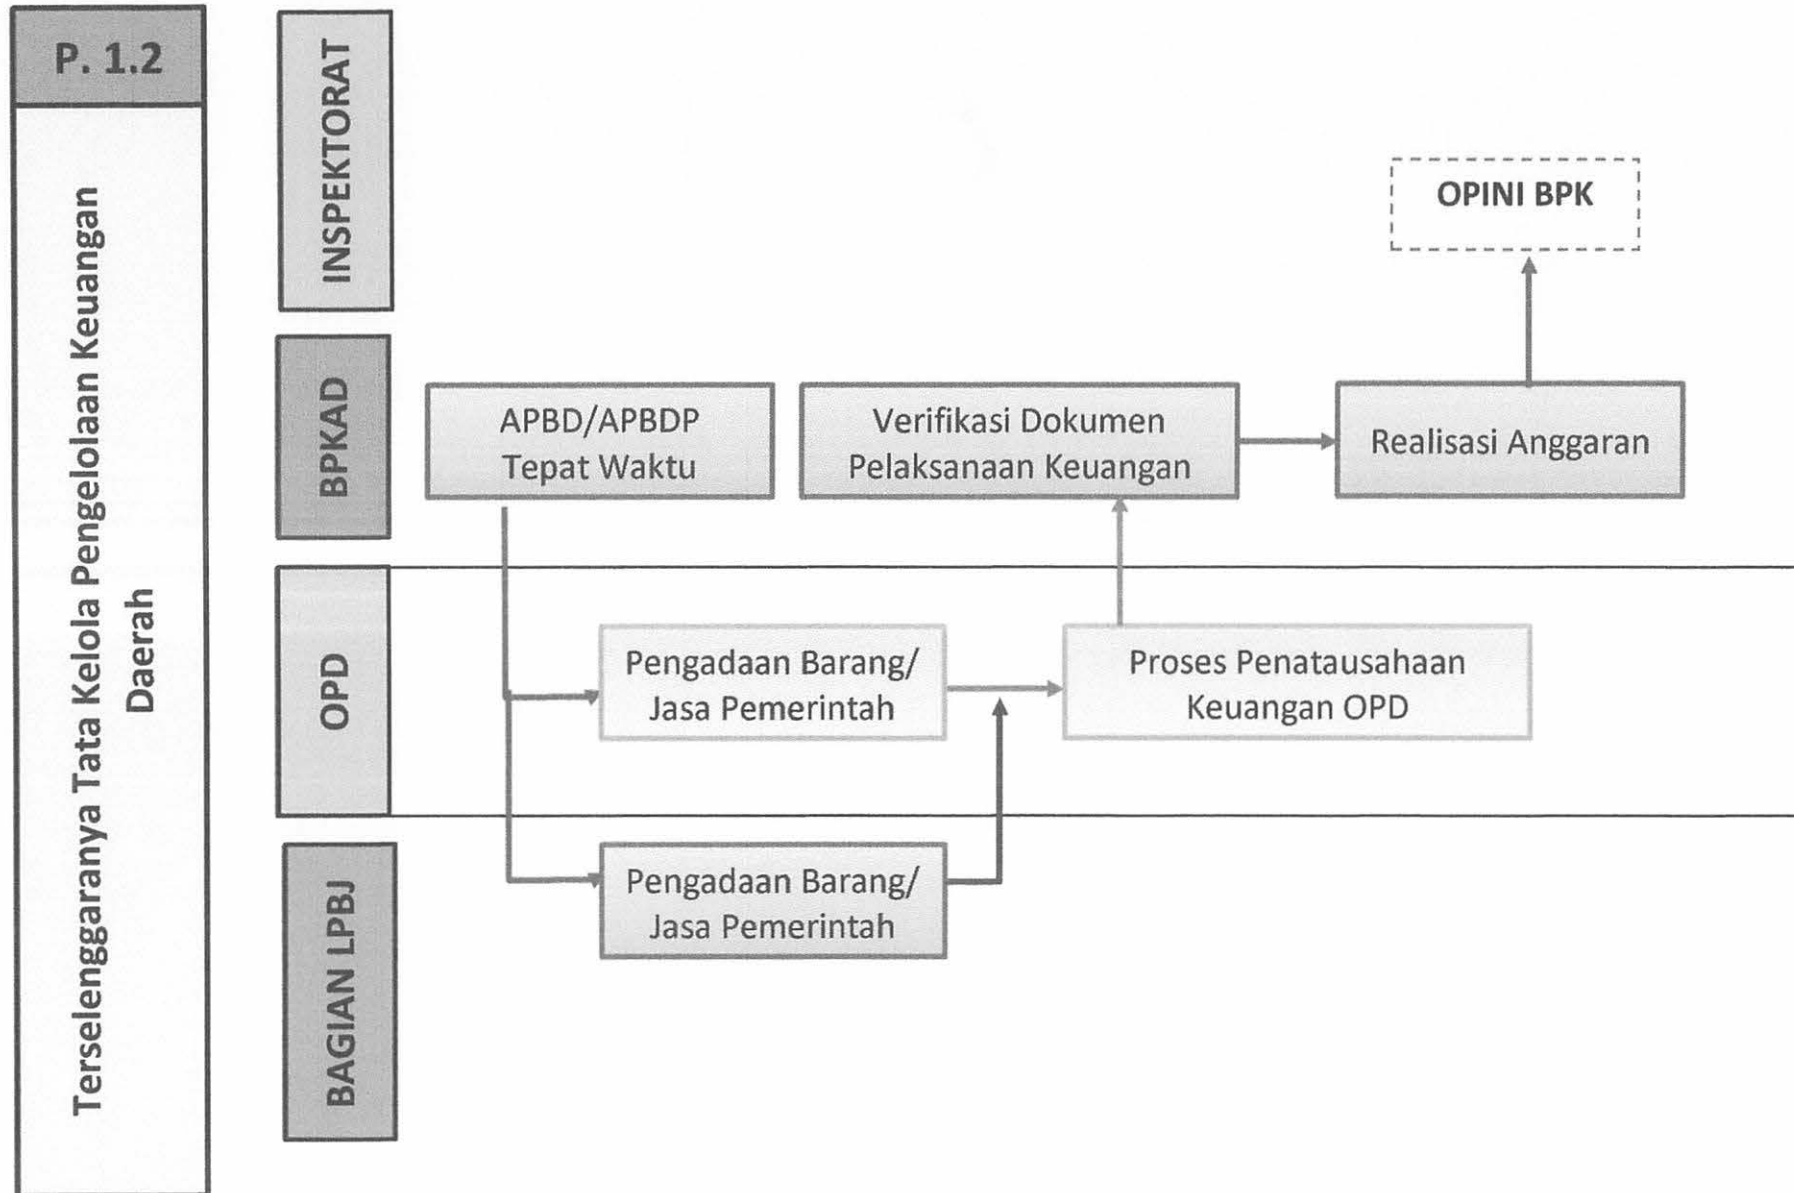 P. 1.2
Terselenggaranya Tata Kelola Pengelolaan Keuangan
Daerah
INSPEKTORAT
OPINI BPK
BPKAD
APBD/APBDP
Tepat Waktu
Verifikasi Dokumen
Pelaksanaan Keuangan
Realisasi Anggaran
OPD
Pengadaan Barang/
Jasa Pemerintah
Proses Penatausahaan
Keuangan OPD
BAGIAN LPBJ
Pengadaan Barang/
Jasa Pemerintah